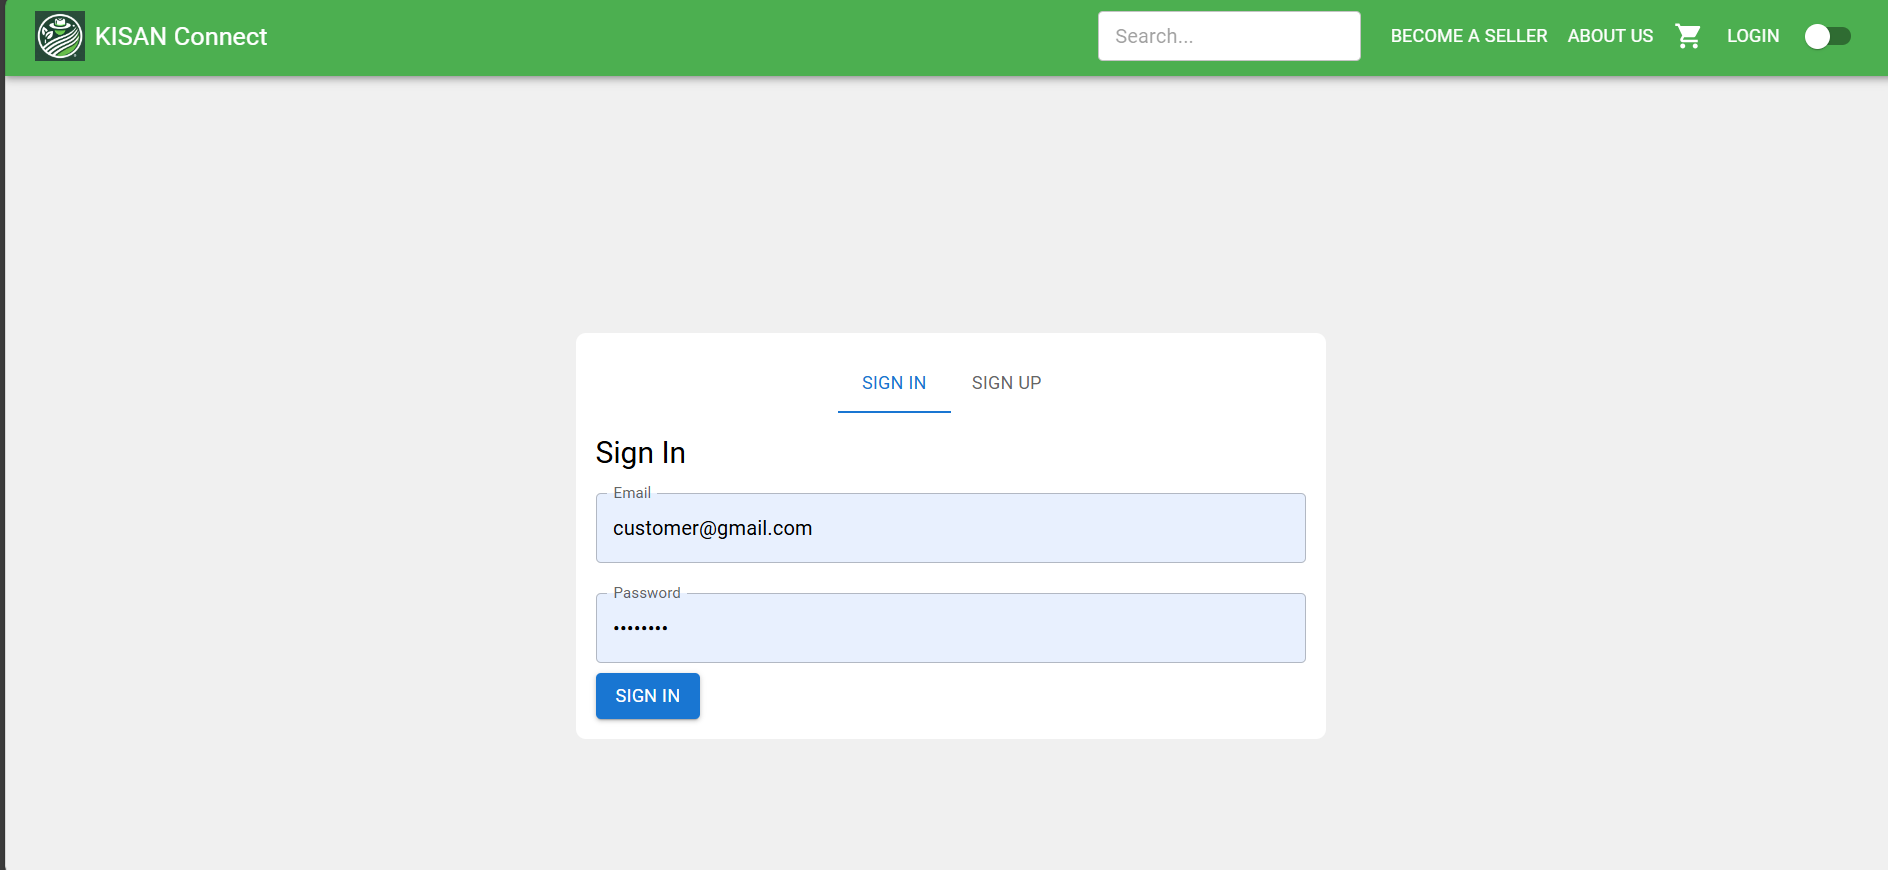 KISAN Connect
Search...
BECOME A SELLER
ABOUT US
LOGIN
SIGN IN
SIGN UP
Sign In
Email
customer@gmail.com
Password
••••••••
SIGN IN